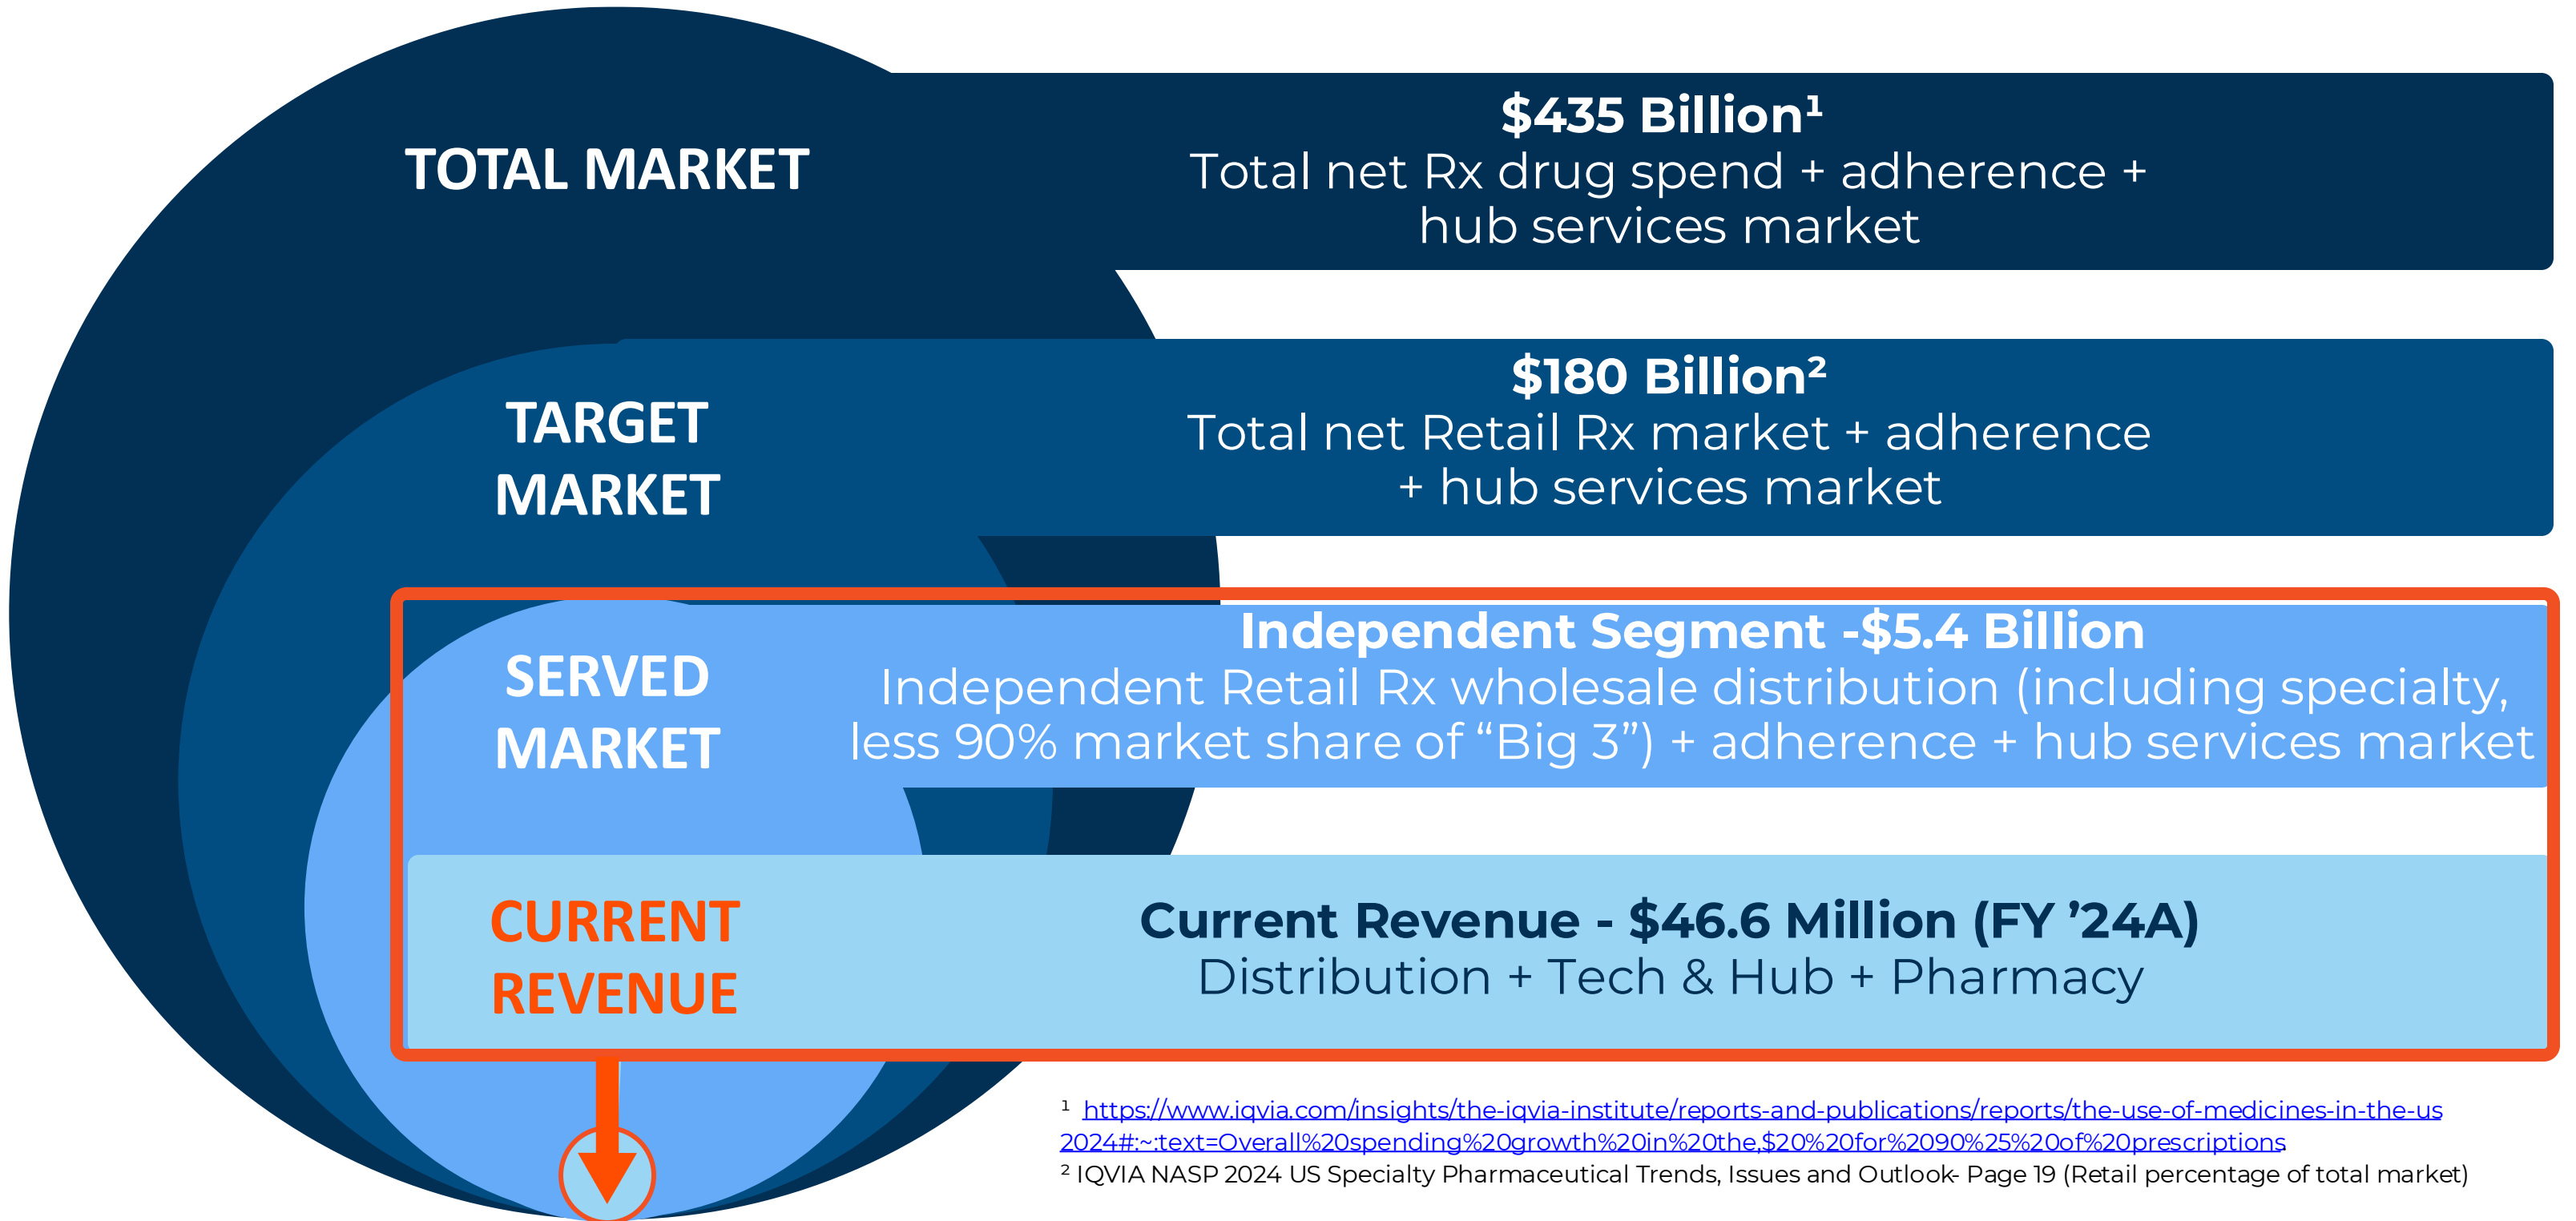 TOTAL MARKET
$435 Billion¹
Total net Rx drug spend + adherence +
hub services market
TARGET
MARKET
$180 Billion²
Total net Retail Rx market + adherence
+ hub services market
SERVED
MARKET
Independent Segment -$5.4 Billion
Independent Retail Rx wholesale distribution (including specialty,
less 90% market share of “Big 3”) + adherence + hub services market
CURRENT
REVENUE
Current Revenue - $46.6 Million (FY ’24A)
Distribution + Tech & Hub + Pharmacy
¹ https://www.iqvia.com/insights/the-iqvia-institute/reports-and-publications/reports/the-use-of-medicines-in-the-us
2024#:~:text=Overall%20spending%20growth%20in%20the,$20%20for%2090%25%20of%20prescriptions.
² IQVIA NASP 2024 US Specialty Pharmaceutical Trends, Issues and Outlook- Page 19 (Retail percentage of total market)